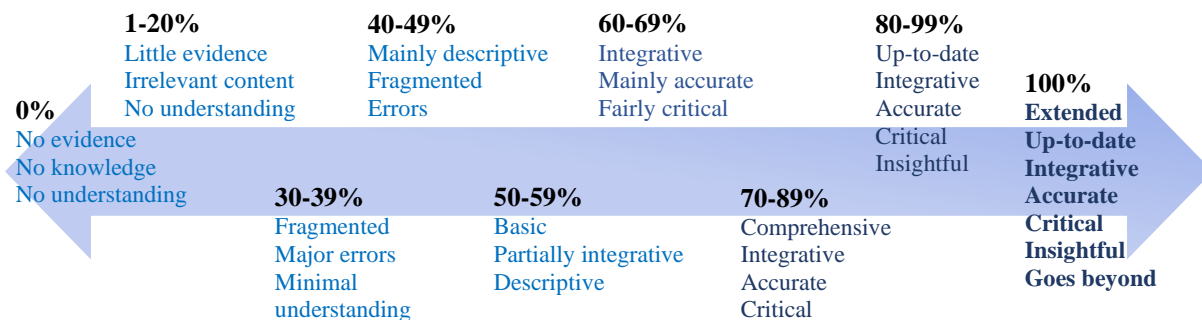 0%
No evidence
No knowledge
No understanding
1-20%
Little evidence
Irrelevant content
No understanding
30-39%
Fragmented
Major errors
Minimal
understanding
40-49%
Mainly descriptive
Fragmented
Errors
50-59%
Basic
Partially integrative
Descriptive
60-69%
Integrative
Mainly accurate
Fairly critical
70-89%
Comprehensive
Integrative
Accurate
Critical
80-99%
Up-to-date
Integrative
Accurate
Critical
Insightful
100%
Extended
Up-to-date
Integrative
Accurate
Critical
Insightful
Goes beyond